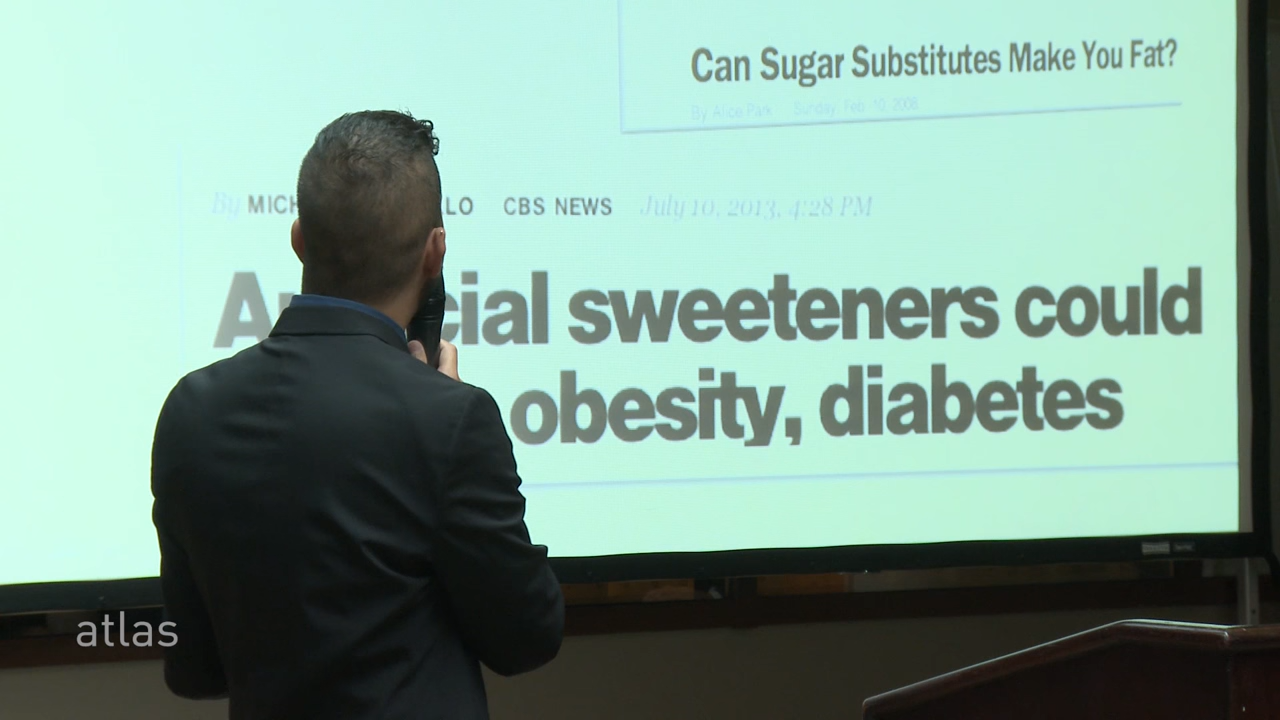 Can Sugar Substitutes Make You Fat?
By Alice Park Sunday, Feb. 10, 2008
By MICH LO CBS NEWS July 10, 2013, 4:28 PM
A cial sweeteners could
obesity, diabetes
atlas